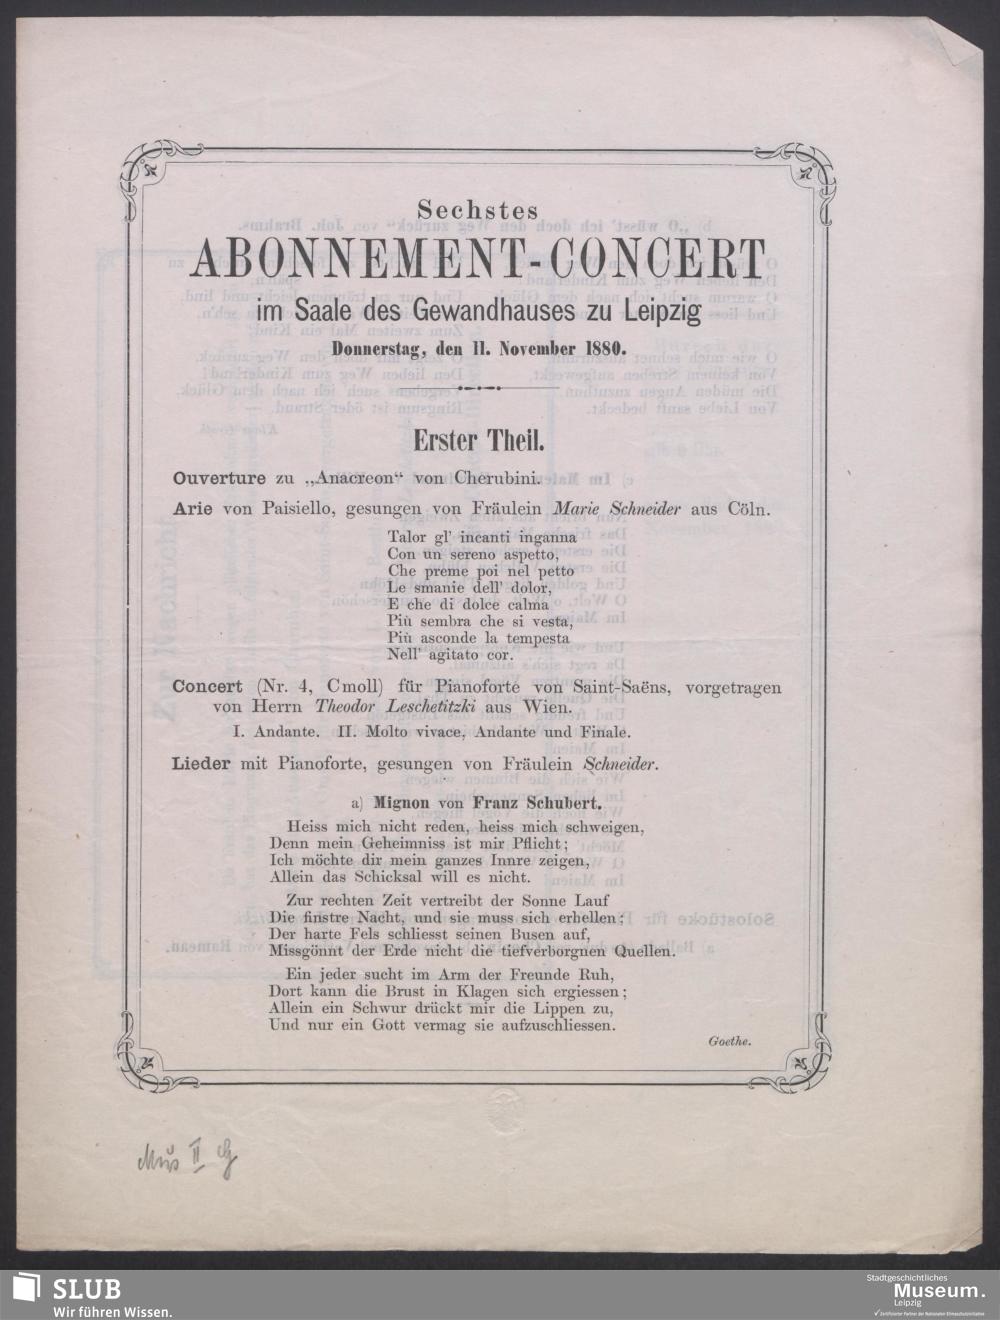 Sechstes
ABONNEMENT-CONCERT
im Saale des Gewandhauses zu Leipzig
Donnerstag, den 11. November 1880.
Erster Theil.
Ouverture zu „Anacreon“ von Cherubini.
Arie von Paisiello, gesungen von Fräulein Marie Schneider aus Cöln.
Talor gl' incanti inganna
Con un sereno aspetto,
Che preme poi nel petto
Le smanie dell' dolor,
E che di dolce calma
Più sembra che si vesta,
Più asconde la tempesta
Nell' agitato cor.
Concert (Nr. 4, Cmoll) für Pianoforte von Saint-Saëns, vorgetragen
von Herrn Theodor Leschetitzki aus Wien.
I. Andante. II. Molto vivace, Andante und Finale.
Lieder mit Pianoforte, gesungen von Fräulein Schneider.
a) Mignon von Franz Schubert.
Heiss mich nicht reden, heiss mich schweigen,
Denn mein Geheimniss ist mir Pflicht;
Ich möchte dir mein ganzes Innre zeigen,
Allein das Schicksal will es nicht.
Zur rechten Zeit vertreibt der Sonne Lauf
Die finstre Nacht, und sie muss sich erhellen;
Der harte Fels schliesst seinen Busen auf,
Missgönnt der Erde nicht die tiefverborgnen Quellen.
Ein jeder sucht im Arm der Freunde Ruh,
Dort kann die Brust in Klagen sich ergiessen;
Allein ein Schwur drückt mir die Lippen zu,
Und nur ein Gott vermag sie aufzuschliessen.
Goethe.
Mus II
SLUB
Wir führen Wissen.
Stadtgeschichtliches
Museum.
Leipzig
Zertifizierter Partner der Nationalen Klimaschutzinitiative